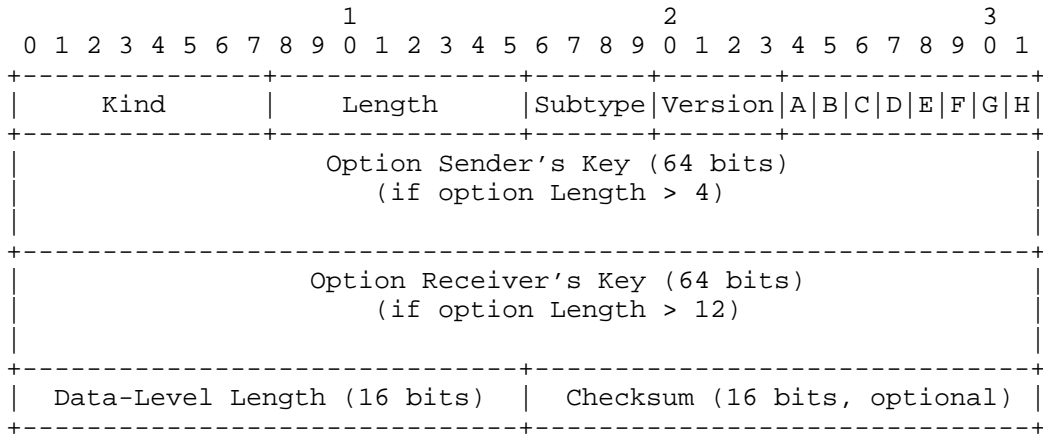 1                   2                   3
 0 1 2 3 4 5 6 7 8 9 0 1 2 3 4 5 6 7 8 9 0 1 2 3 4 5 6 7 8 9 0 1
+---------------+---------------+-------+-------+---------------+
|     Kind      |    Length     |Subtype|Version|A|B|C|D|E|F|G|H|
+---------------+---------------+-------+-------+---------------+
|                   Option Sender’s Key (64 bits)               |
|                      (if option Length > 4)                   |
|                                                               |
+---------------------------------------------------------------+
|                  Option Receiver’s Key (64 bits)              |
|                      (if option Length > 12)                  |
|                                                               |
+-------------------------------+-------------------------------+
|  Data-Level Length (16 bits)  |  Checksum (16 bits, optional) |
+-------------------------------+-------------------------------+